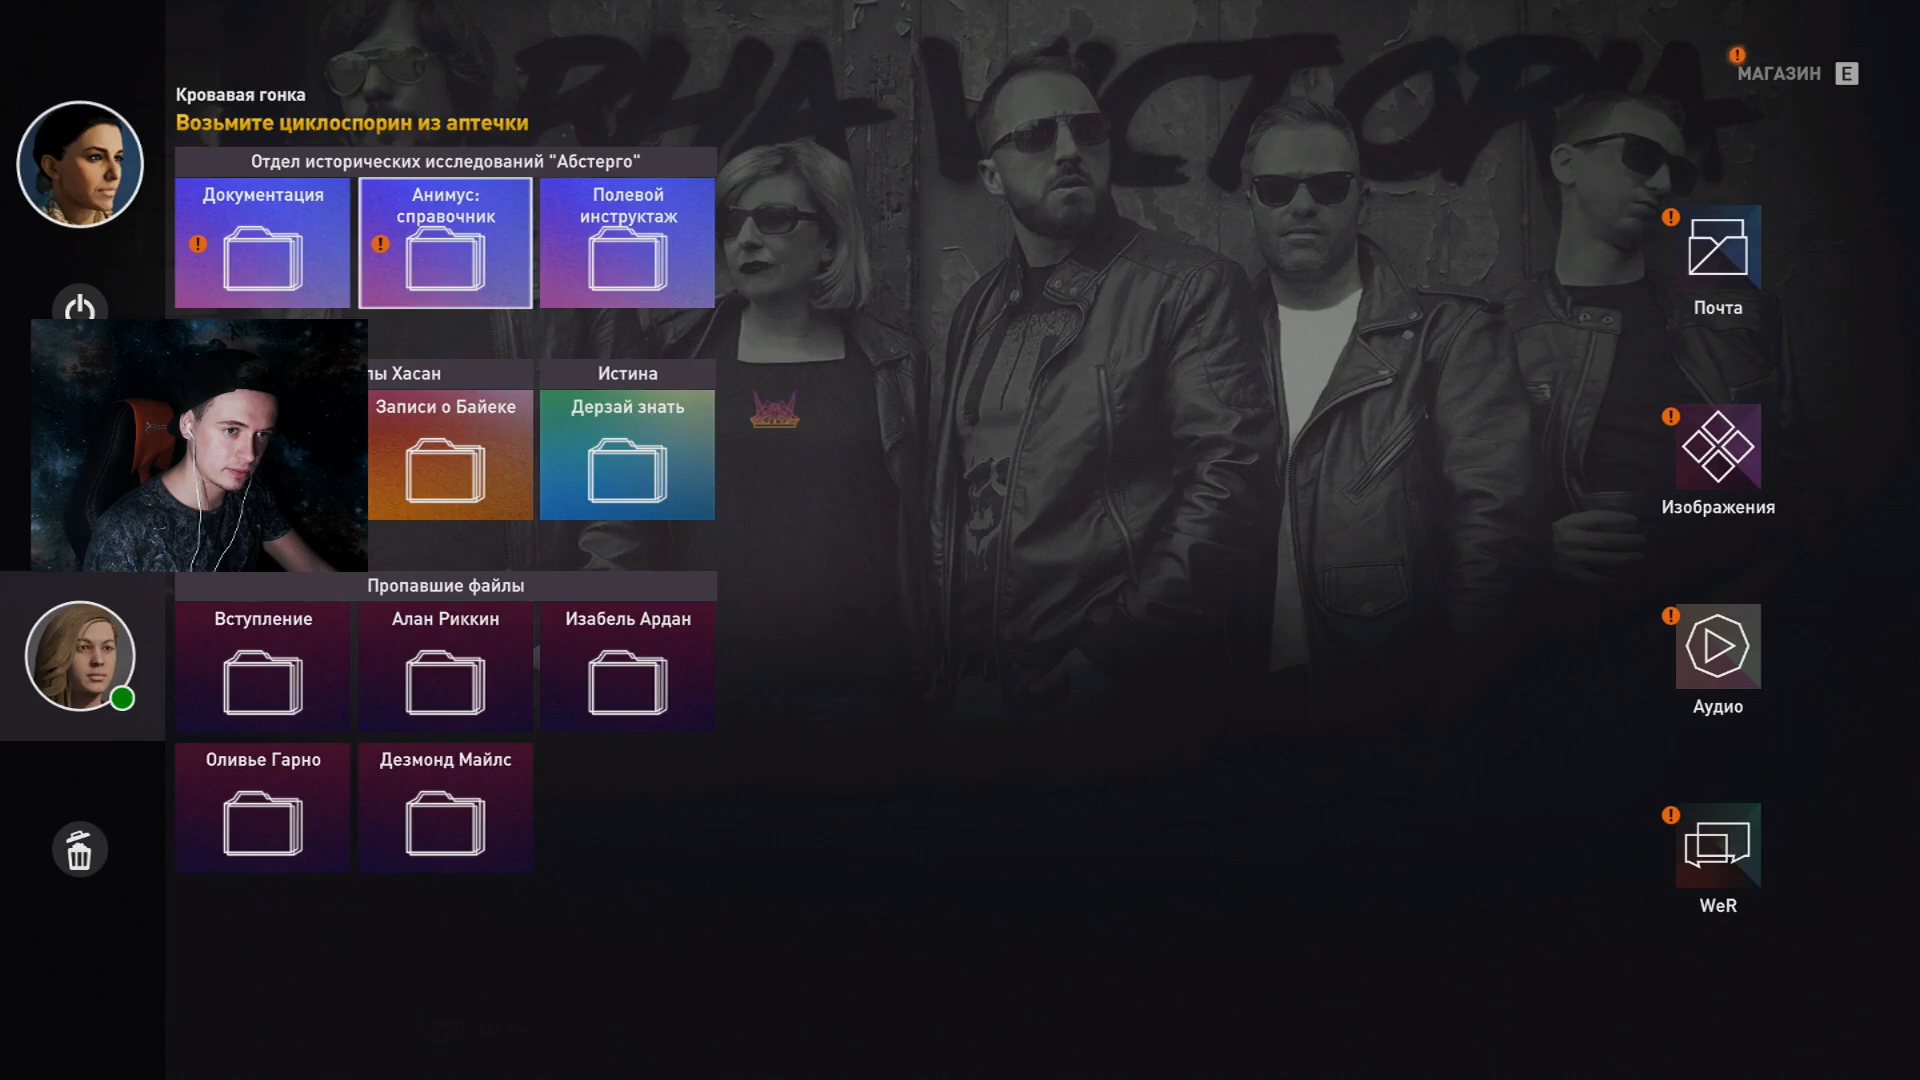 МАГАЗИН E
Кровавая гонка
Возьмите циклоспорин из аптечки
Отдел исторических исследований "Абстерго"
Документация
Анимус:
справочник
Полевой
инструктаж
Почта
пы Хасан
Истина
Записи о Байеке
Дерзай знать
Изображения
Пропавшие файлы
Вступление
Алан Риккин
Изабель Ардан
Аудио
Оливье Гарно
Дезмонд Майлс
WeR